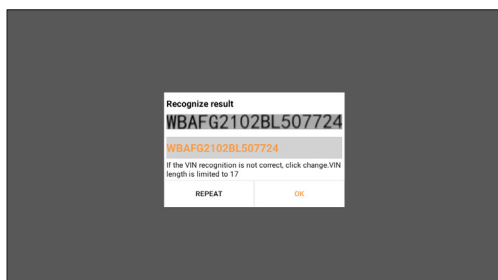 Recognize result
WBAFG2102BL507724
WBAFG2102BL507724
If the VIN recognition is not correct, click change.VIN
length is limited to 17
REPEAT
OK